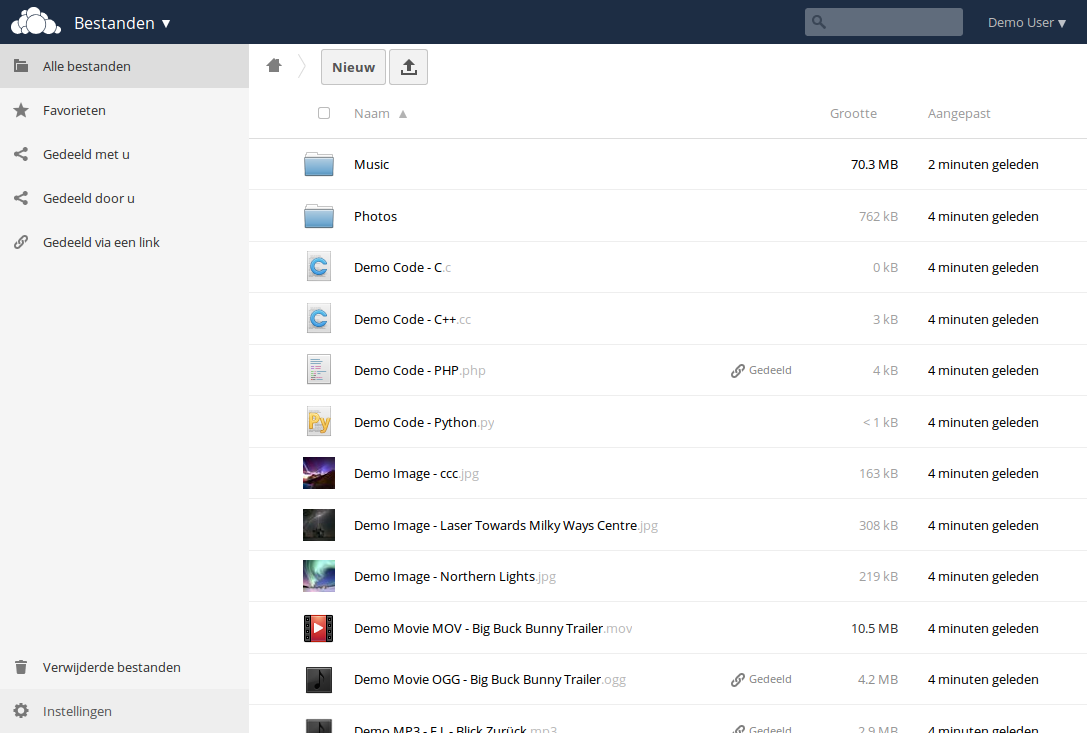 Bestanden ▼
Demo User ▼
Alle bestanden
Favorieten
Gedeeld met u
Gedeeld door u
Gedeeld via een link
Verwijderde bestanden
Instellingen
Nieuw
Naam ▲ Grootte Aangepast
Music 70.3 MB 2 minuten geleden
Photos 762 kB 4 minuten geleden
Demo Code - C.c 0 kB 4 minuten geleden
Demo Code - C++.cc 3 kB 4 minuten geleden
Demo Code - PHP.php Gedeeld 4 kB 4 minuten geleden
Py Demo Code - Python.py < 1 kB 4 minuten geleden
Demo Image - ccc.jpg 163 kB 4 minuten geleden
Demo Image - Laser Towards Milky Ways Centre.jpg 308 kB 4 minuten geleden
Demo Image - Northern Lights.jpg 219 kB 4 minuten geleden
Demo Movie MOV - Big Buck Bunny Trailer.mov 10.5 MB 4 minuten geleden
Demo Movie OGG - Big Buck Bunny Trailer.ogg Gedeeld 4.2 MB 4 minuten geleden
Demo MP3 - E.J. - Blick Zurück.mp3 Gedeeld 2.9 MB 4 minuten geleden